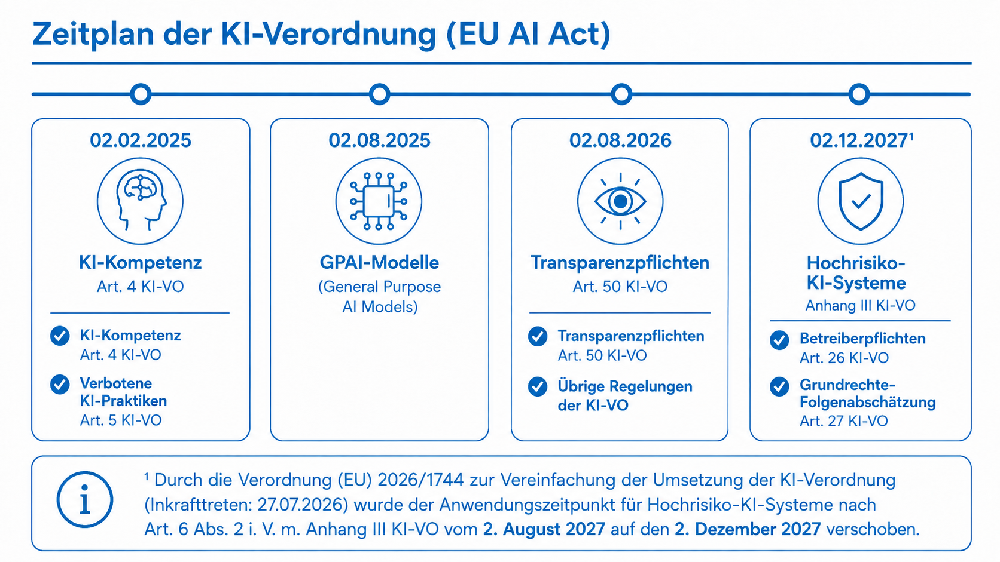 Zeitplan der KI-Verordnung (EU AI Act)
02.02.2025
KI-Kompetenz
Art. 4 KI-VO
KI-Kompetenz
Art. 4 KI-VO
Verbotene
KI-Praktiken
Art. 5 KI-VO
02.08.2025
GPAI-Modelle
(General Purpose
AI Models)
02.08.2026
Transparenzpflichten
Art. 50 KI-VO
Transparenzpflichten
Art. 50 KI-VO
Übrige Regelungen
der KI-VO
02.12.2027¹
Hochrisiko-
KI-Systeme
Anhang III KI-VO
Betreiberpflichten
Art. 26 KI-VO
Grundrechte-
Folgenabschätzung
Art. 27 KI-VO
i
¹ Durch die Verordnung (EU) 2026/1744 zur Vereinfachung der Umsetzung der KI-Verordnung
(Inkrafttreten: 27.07.2026) wurde der Anwendungszeitpunkt für Hochrisiko-KI-Systeme nach
Art. 6 Abs. 2 i. V. m. Anhang III KI-VO vom 2. August 2027 auf den 2. Dezember 2027 verschoben.